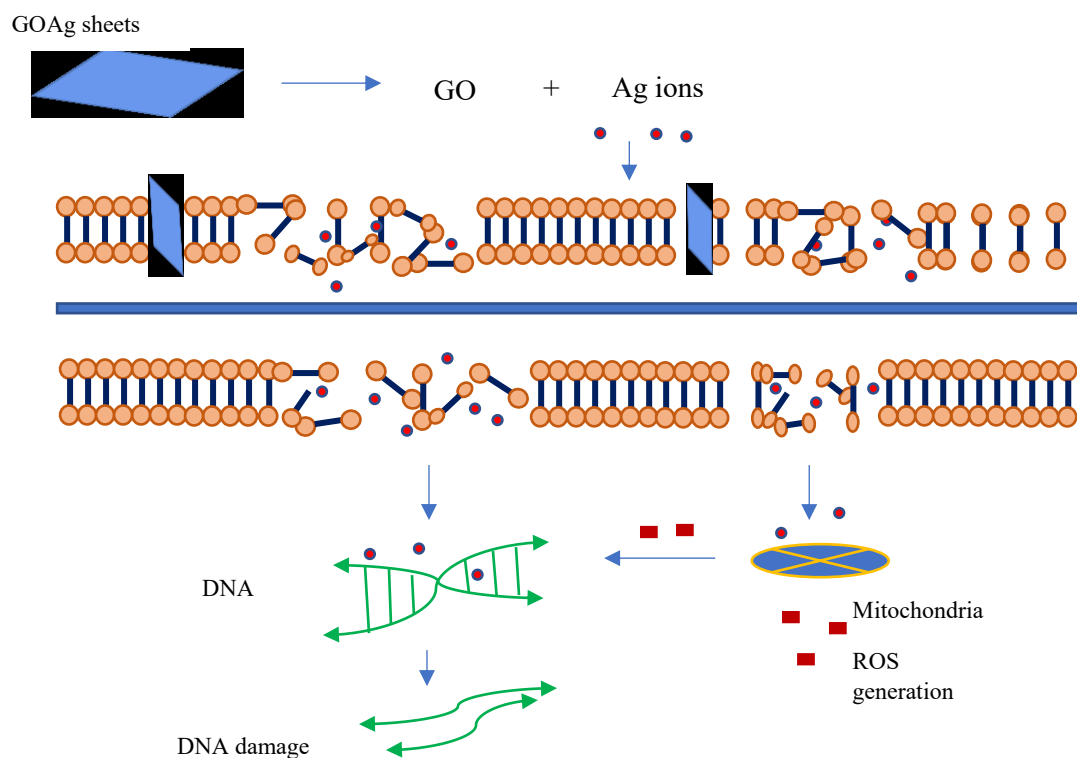 GOAg sheets
GO + Ag ions
DNA
Mitochondria
ROS
generation
DNA damage